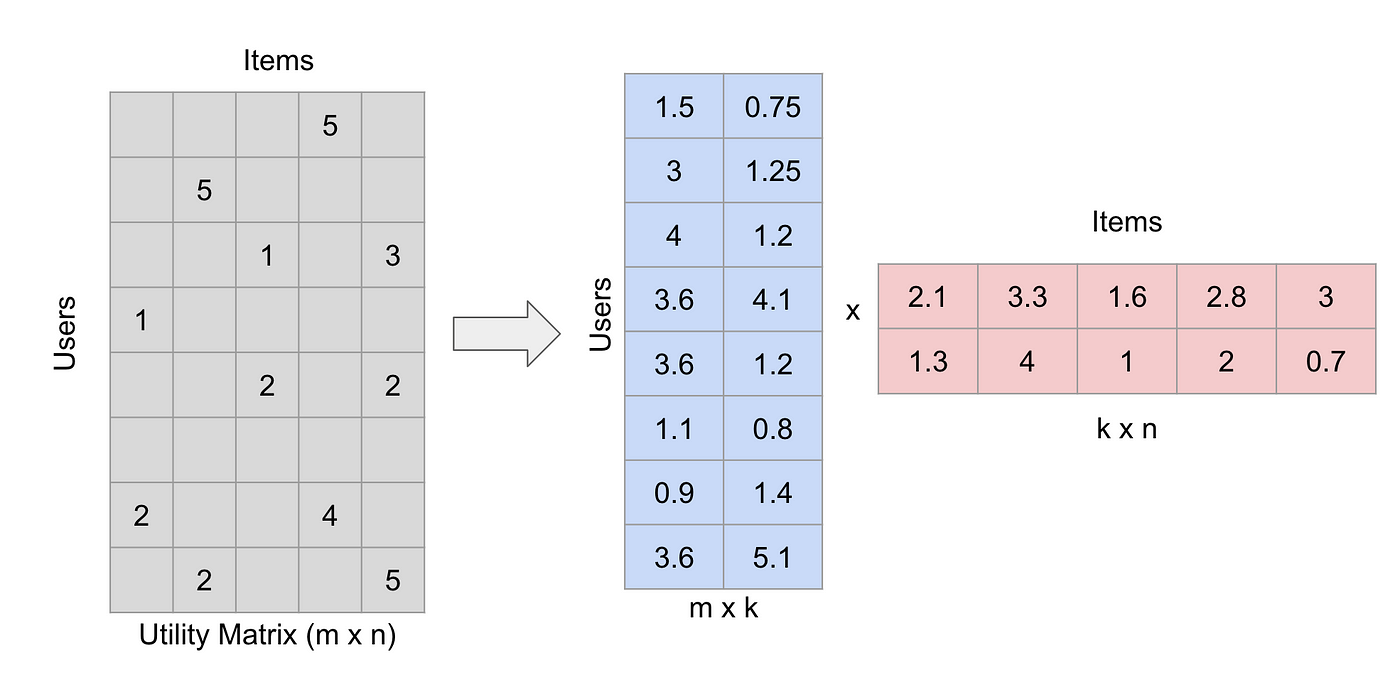 Items
5
5
1 3
1
2 2
2 4
2 5
Users
Utility Matrix (m x n)
1.5 0.75
3 1.25
4 1.2
3.6 4.1
3.6 1.2
1.1 0.8
0.9 1.4
3.6 5.1
Users
m x k
x
Items
2.1 3.3 1.6 2.8 3
1.3 4 1 2 0.7
k x n